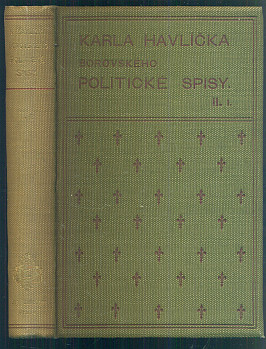 KARLA HAVLÍČKA
BOROVSKÉHO
POLITICKÉ SPISY.
II. 1.